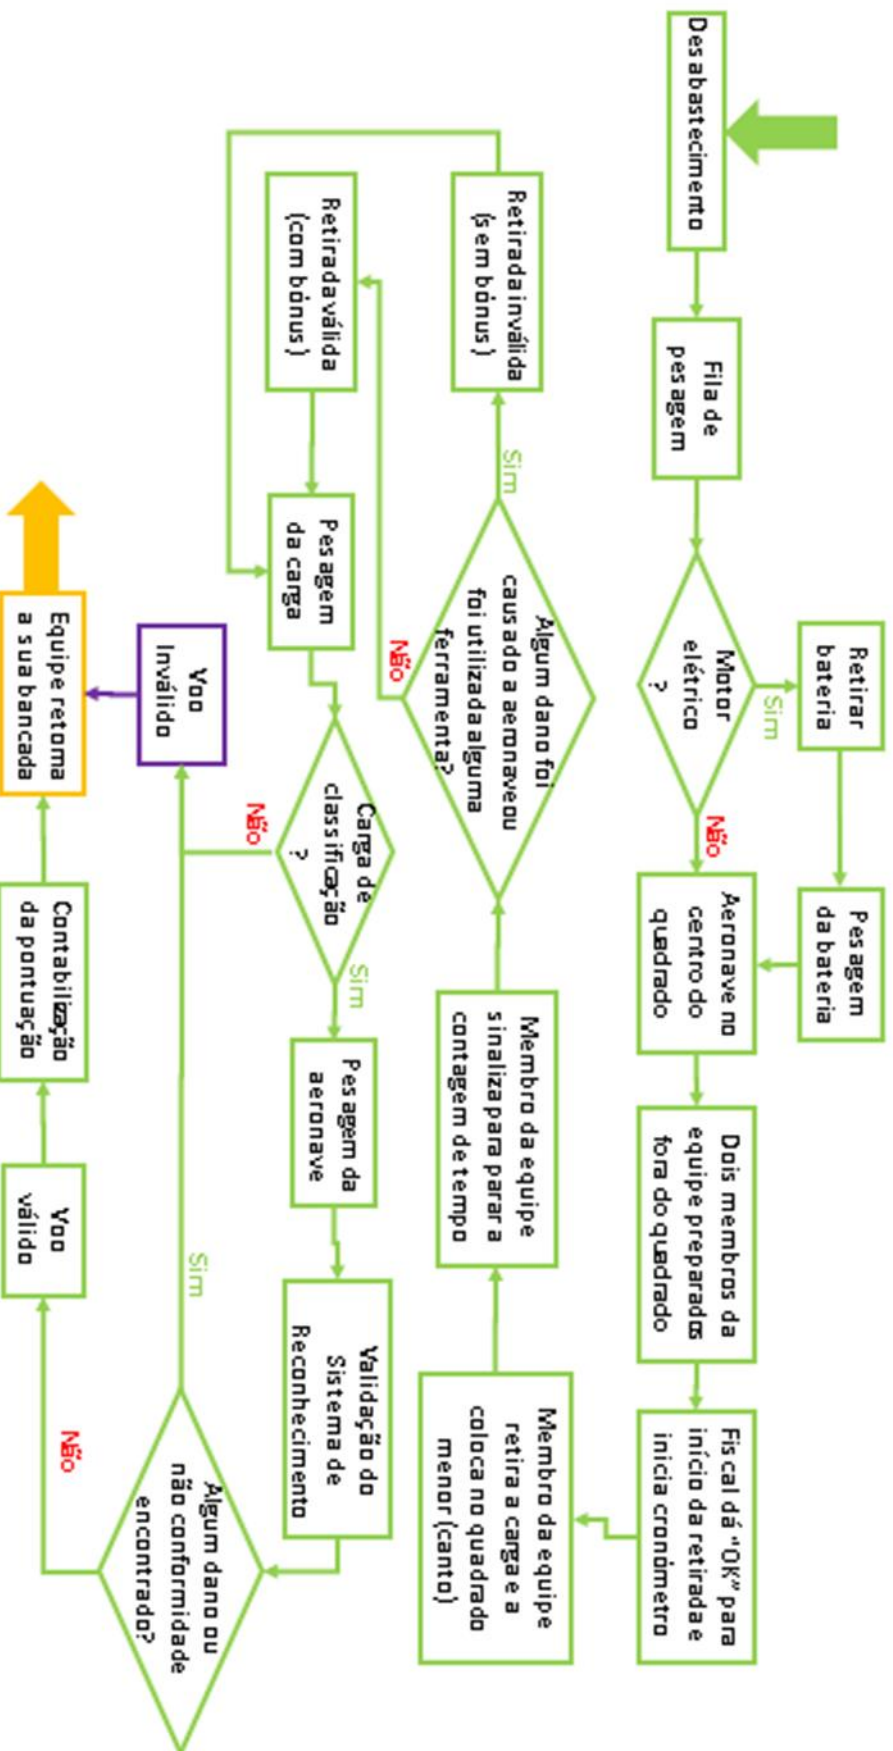 Desabastecimento
Fila de
pesagem
Motor
elétrico
?
Sim
Retirar
bateria
Pesagem
da bateria
Não
Aeronave no
centro do
quadrado
Dois membros da
equipe preparados
fora do quadrado
Fiscal dá “OK” para
início da retirada e
inicia cronômetro
Membro da equipe
retira a carga e a
coloca no quadrado
menor (canto)
Membro da equipe
sinaliza para parar a
contagem de tempo
Algum dano foi
causado a aeronave ou
foi utilizada alguma
ferramenta?
Sim
Retirada inválida
(sem bônus)
Não
Retirada válida
(com bônus)
Pesagem
da carga
Carga de
classificação
?
Não
Sim
Pesagem da
aeronave
Validação do
Sistema de
Reconhecimento
Algum dano ou
não conformidade
encontrado?
Sim
Voo
Inválido
Não
Voo
válido
Contabilização
da pontuação
Equipe retorna
a sua bancada